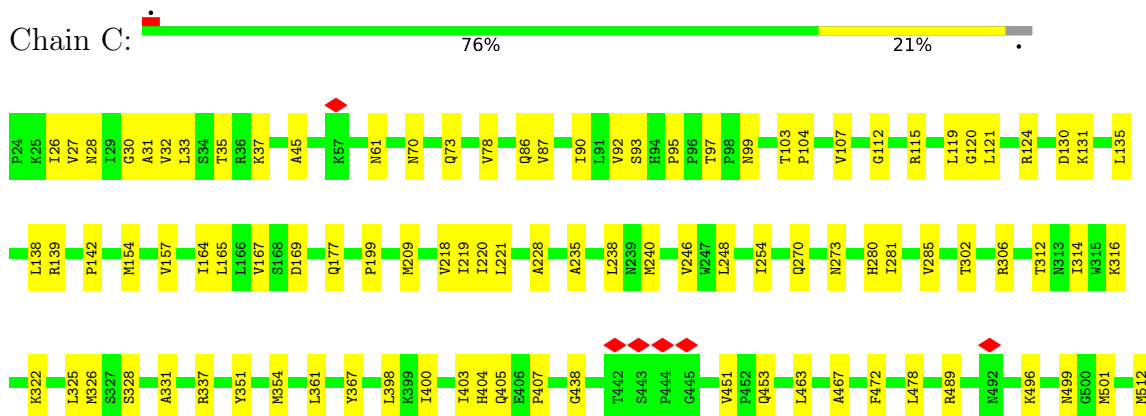 Chain C:
76% 21%
P24 K25 I26 V27 N28 I29 G30 A31 V32 L33 S34 T35 R36 K37 A45 K57 N61 N70 Q73 V78 Q86 V87 I90 L91 V92 S93 H94 P95 P96 T97 P98 N99 T103 P104 V107 G112 R115 L119 G120 L121 R124 D130 K131 L135
L138 R139 P142 M154 V157 I164 L165 L166 V167 S168 D169 Q177 P199 M209 V218 I219 I220 L221 A228 A235 L238 N239 M240 V246 W247 L248 I254 Q270 N273 H280 I281 V285 T302 R306 T312 N313 I314 W315 K316
K322 L325 M326 S327 S328 A331 R337 Y351 M354 L361 Y367 L398 K399 I400 I403 H404 Q405 E406 P407 G438 T442 S443 P444 G445 V451 P452 Q453 L463 A467 F472 L478 R489 N492 K496 N499 G500 M501 M512